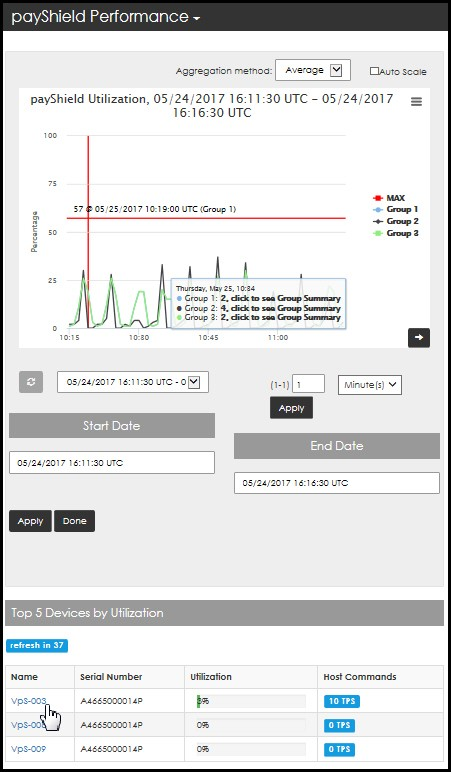 payShield Performance
Aggregation method: Average Auto Scale
payShield Utilization, 05/24/2017 16:11:30 UTC – 05/24/2017
16:16:30 UTC
100
75
50
25
0
Percentage
57 @ 05/25/2017 10:19:00 UTC (Group 1)
MAX
Group 1
Group 2
Group 3
Thursday, May 25, 10:34
Group 1: 2, click to see Group Summary
Group 2: 4, click to see Group Summary
Group 3: 2, click to see Group Summary
10:15 10:30 10:45 11:00
05/24/2017 16:11:30 UTC - 0
(1-1) 1 Minute(s)
Apply
Start Date
End Date
05/24/2017 16:11:30 UTC
05/24/2017 16:16:30 UTC
Apply Done
Top 5 Devices by Utilization
refresh in 37
Name Serial Number Utilization Host Commands
VpS-003 A4665000014P 3% 10 TPS
A4665000014P 0% 0 TPS
VpS-009 A4665000014P 0% 0 TPS